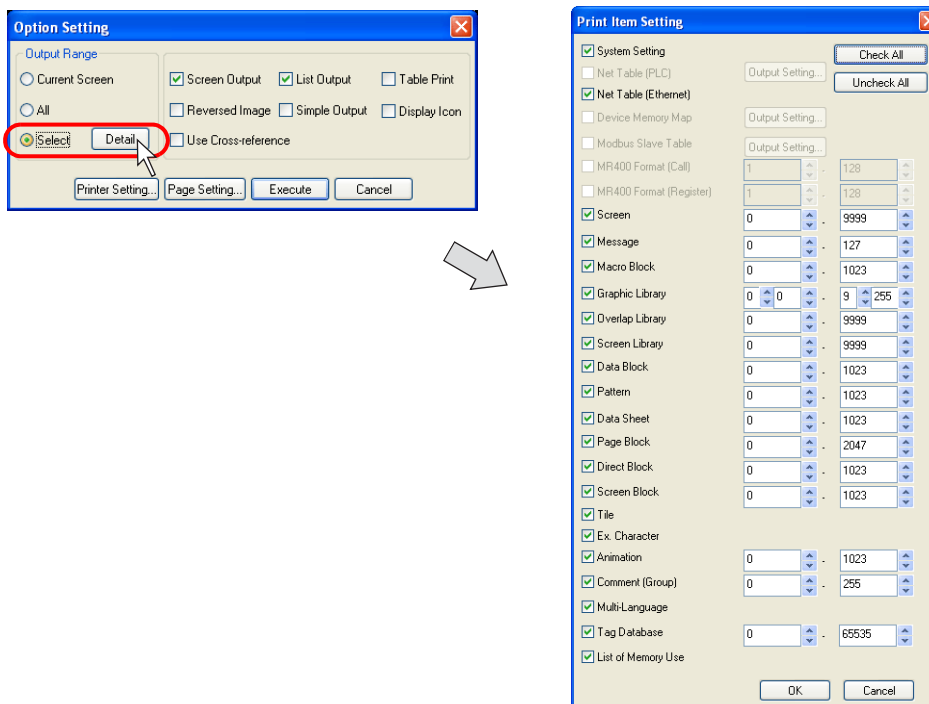 Option Setting
Output Range
Current Screen
Screen Output
List Output
Table Print
All
Reversed Image
Simple Output
Display Icon
Select
Detail
Use Cross-reference
Printer Setting...
Page Setting...
Execute
Cancel
Print Item Setting
System Setting
Check All
Net Table (PLC)
Output Setting...
Uncheck All
Net Table (Ethernet)
Device Memory Map
Output Setting...
Modbus Slave Table
Output Setting...
MR400 Format (Call) 1 - 128
MR400 Format (Register) 1 - 128
Screen 0 - 9999
Message 0 - 127
Macro Block 0 - 1023
Graphic Library 0 0 - 9 255
Overlap Library 0 - 9999
Screen Library 0 - 9999
Data Block 0 - 1023
Pattern 0 - 1023
Data Sheet 0 - 1023
Page Block 0 - 2047
Direct Block 0 - 1023
Screen Block 0 - 1023
Tile
Ex. Character
Animation 0 - 1023
Comment (Group) 0 - 255
Multi-Language
Tag Database 0 - 65535
List of Memory Use
OK
Cancel